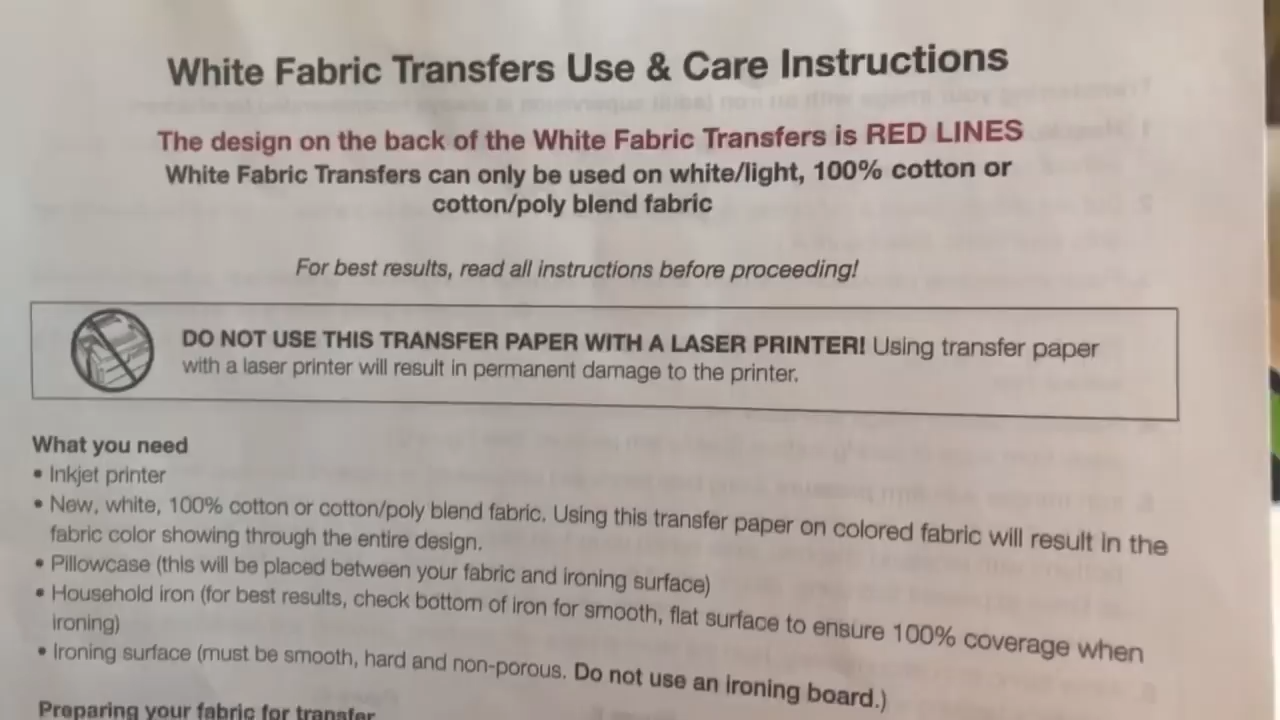 White Fabric Transfers Use & Care Instructions
The design on the back of the White Fabric Transfers is RED LINES
White Fabric Transfers can only be used on white/light, 100% cotton or
cotton/poly blend fabric
For best results, read all instructions before proceeding!
DO NOT USE THIS TRANSFER PAPER WITH A LASER PRINTER! Using transfer paper
with a laser printer will result in permanent damage to the printer.
What you need
• Inkjet printer
• New, white, 100% cotton or cotton/poly blend fabric. Using this transfer paper on colored fabric will result in the
fabric color showing through the entire design.
• Pillowcase (this will be placed between your fabric and ironing surface)
• Household iron (for best results, check bottom of iron for smooth, flat surface to ensure 100% coverage when
ironing)
• Ironing surface (must be smooth, hard and non-porous. Do not use an ironing board.)
Preparing your fabric for transfer